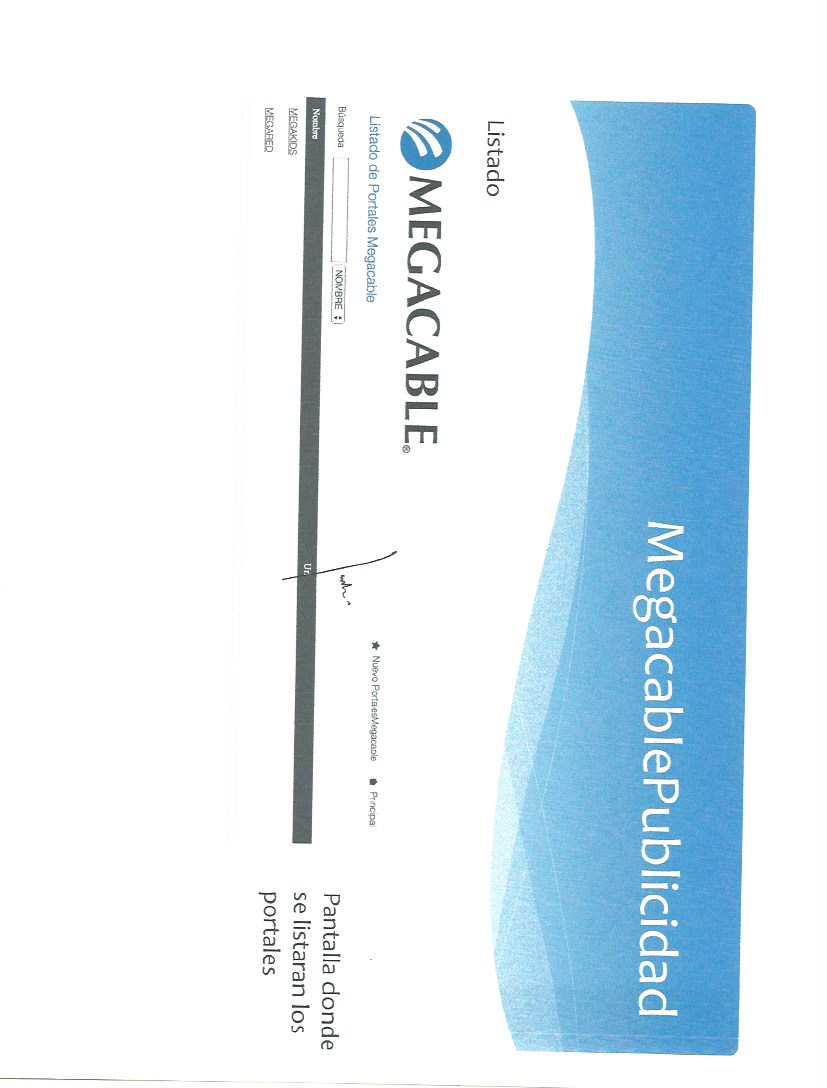 MegacablePublicidad
Listado
MEGACABLE®
Listado de Portales Megacable
Nuevo PortalesMegacable Principal
Búsqueda NOMBRE
Nombre
MEGAKIDS
MEGARED
Pantalla donde
se listaran los
portales